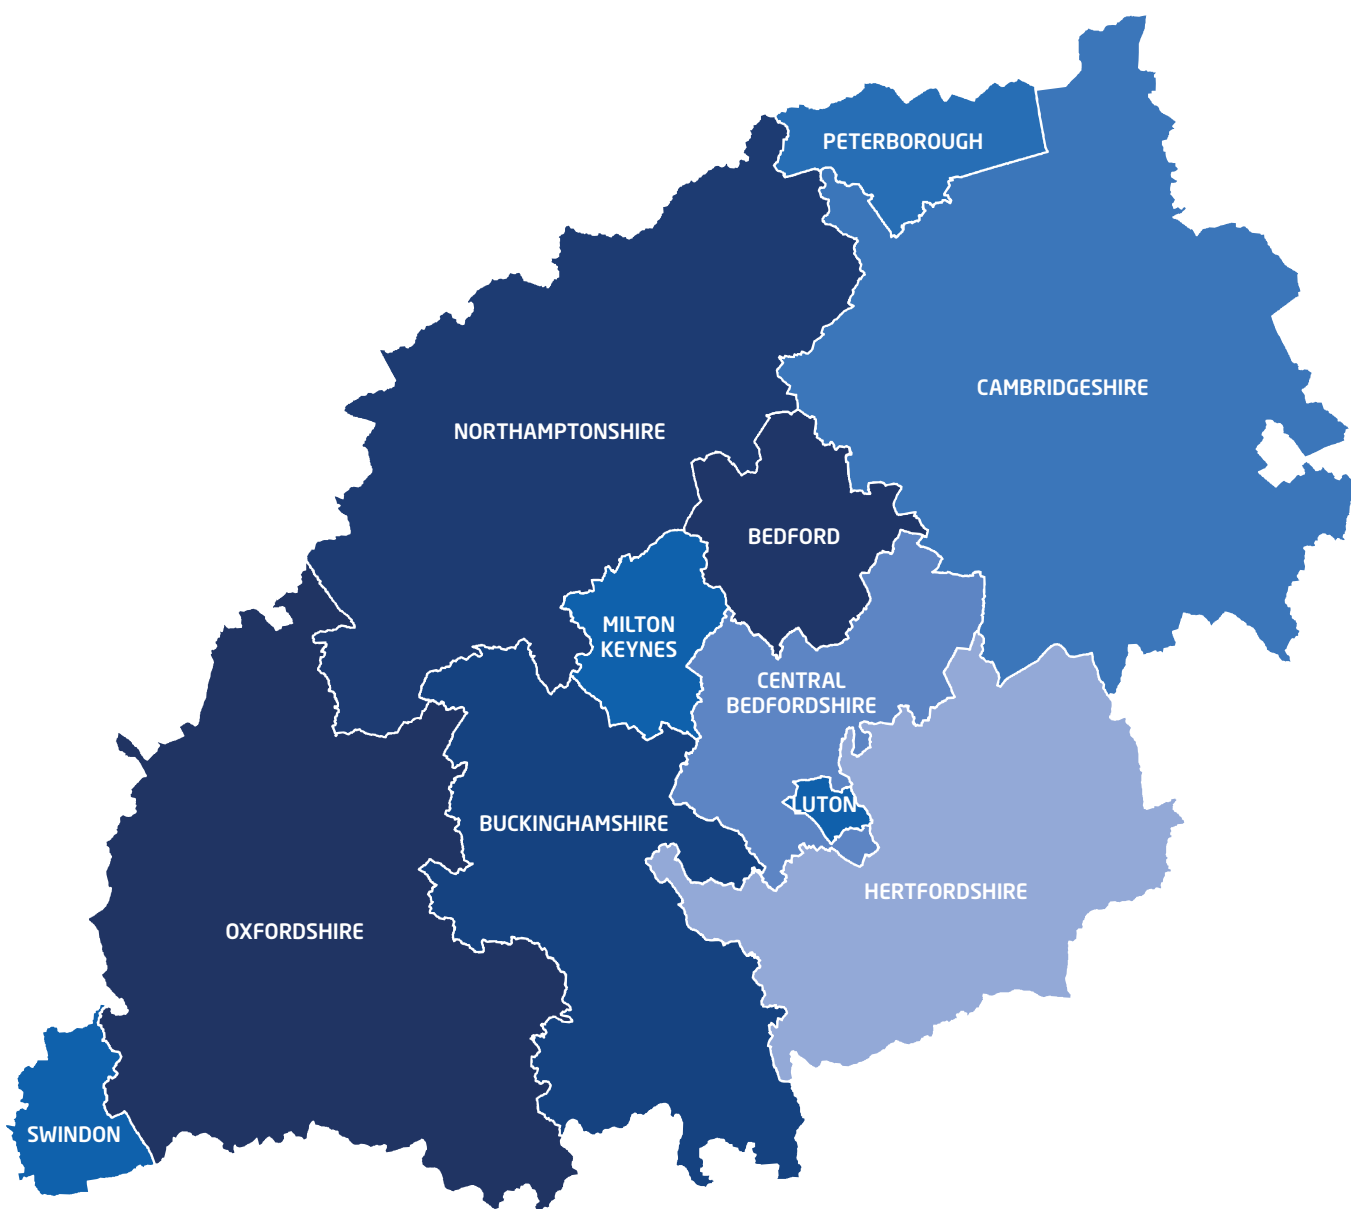 PETERBOROUGH
CAMBRIDGESHIRE
NORTHAMPTONSHIRE
BEDFORD
MILTON
KEYNES
CENTRAL
BEDFORDSHIRE
LUTON
BUCKINGHAMSHIRE
HERTFORDSHIRE
OXFORDSHIRE
SWINDON